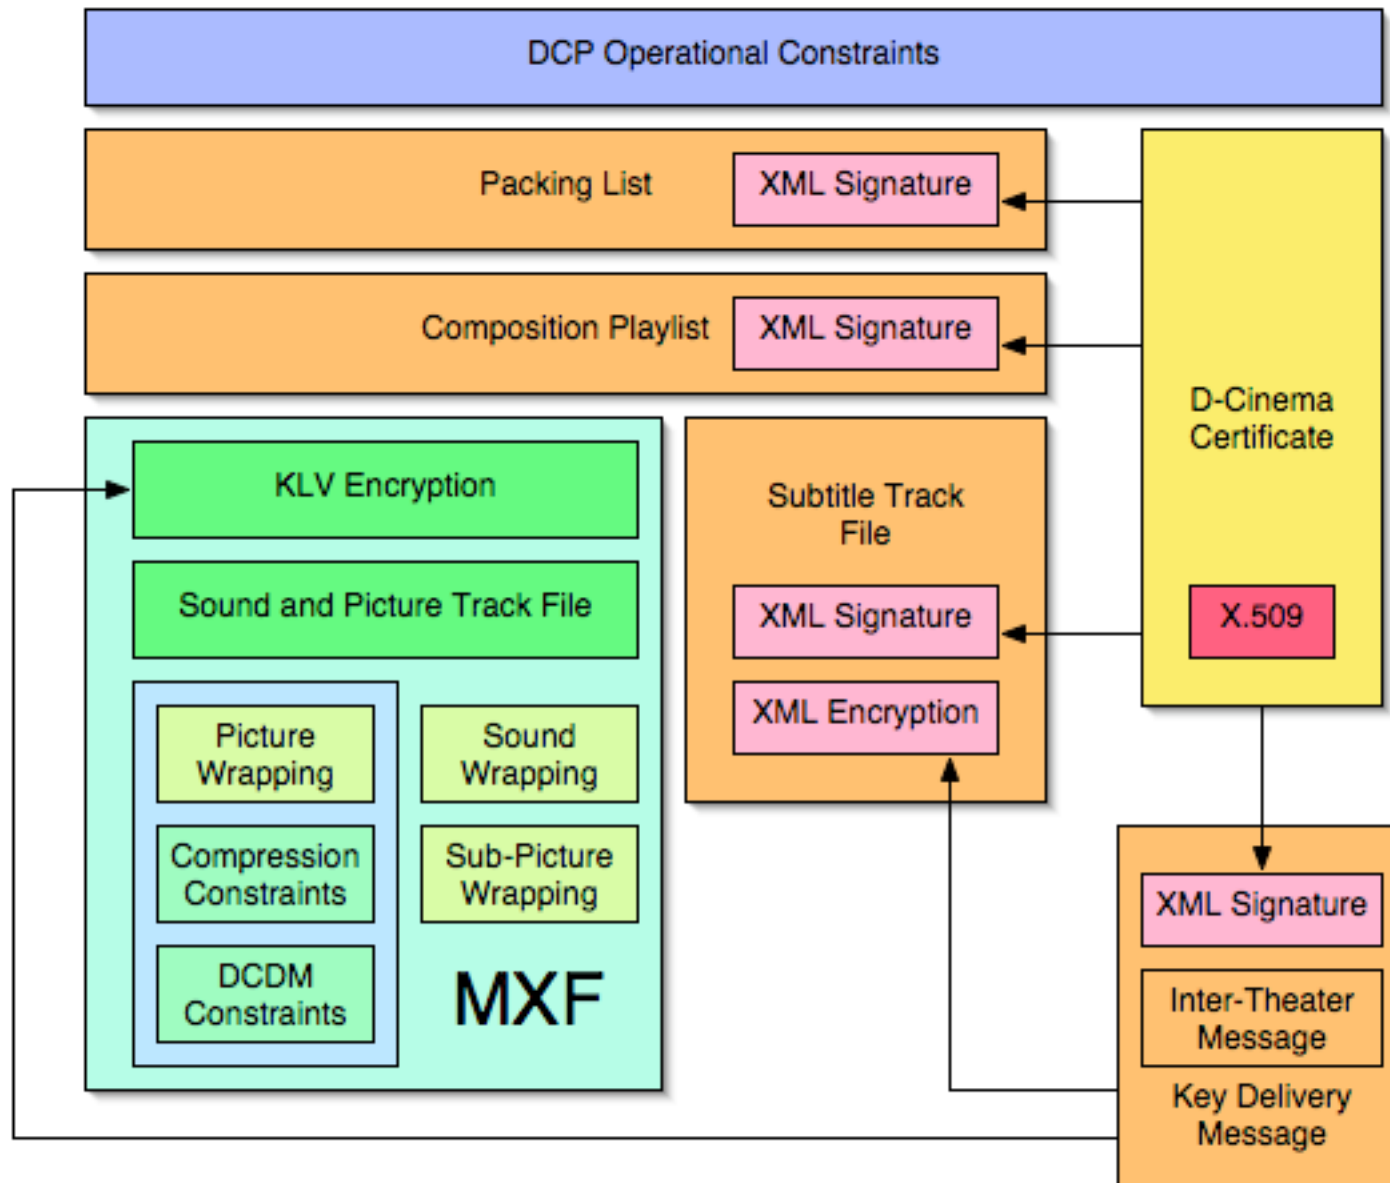 DCP Operational Constraints
Packing List
XML Signature
Composition Playlist
XML Signature
D-Cinema
Certificate
X.509
KLV Encryption
Sound and Picture Track File
Picture
Wrapping
Sound
Wrapping
Compression
Constraints
Sub-Picture
Wrapping
DCDM
Constraints
MXF
Subtitle Track
File
XML Signature
XML Encryption
XML Signature
Inter-Theater
Message
Key Delivery
Message